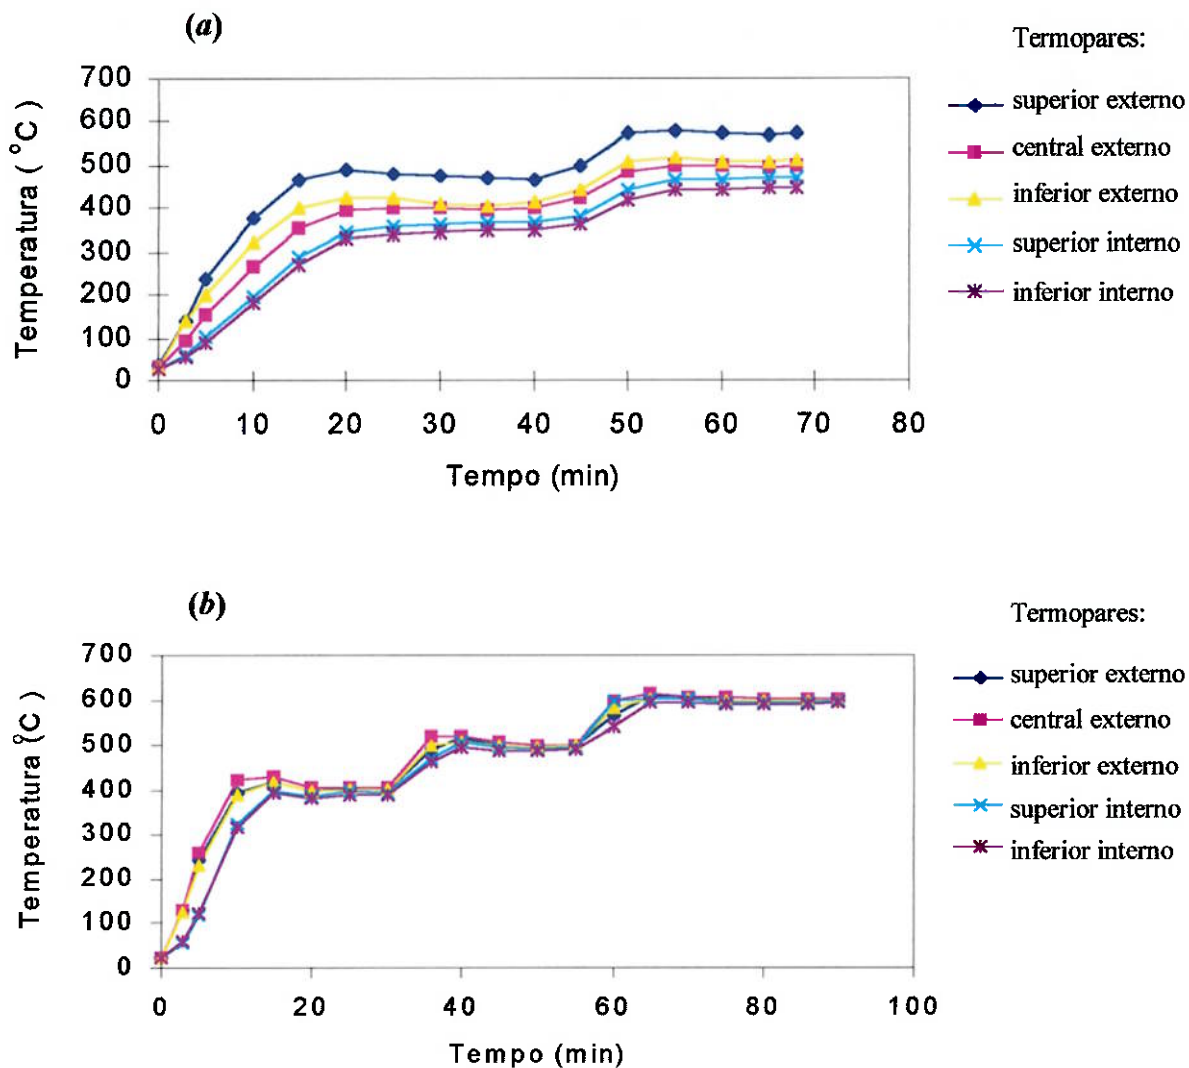 (a)
Termopares:
superior externo
central externo
inferior externo
superior interno
inferior interno
Temperatura ( °C )
700
600
500
400
300
200
100
0
0 10 20 30 40 50 60 70 80
Tempo (min)
(b)
Termopares:
superior externo
central externo
inferior externo
superior interno
inferior interno
Temperatura (°C )
700
600
500
400
300
200
100
0
0 20 40 60 80 100
Tempo (min)